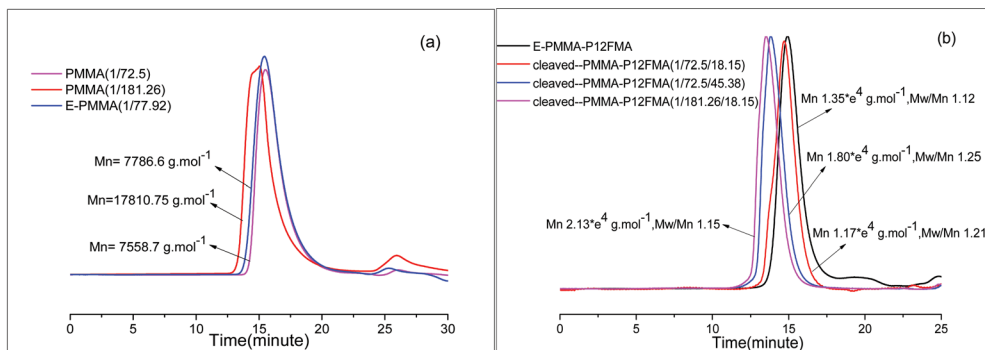 (a)
PMMA(1/72.5)
PMMA(1/181.26)
E-PMMA(1/77.92)
Mn= 7786.6 g.mol-1
Mn=17810.75 g.mol-1
Mn= 7558.7 g.mol-1
0 5 10 15 20 25 30
Time(minute)
(b)
E-PMMA-P12FMA
cleaved--PMMA-P12FMA(1/72.5/18.15)
cleaved--PMMA-P12FMA(1/72.5/45.38)
cleaved--PMMA-P12FMA(1/181.26/18.15)
Mn 1.35*e4 g.mol-1,Mw/Mn 1.12
Mn 1.80*e4 g.mol-1,Mw/Mn 1.25
Mn 2.13*e4 g.mol-1,Mw/Mn 1.15
Mn 1.17*e4 g.mol-1,Mw/Mn 1.21
0 5 10 15 20 25
Time(minute)